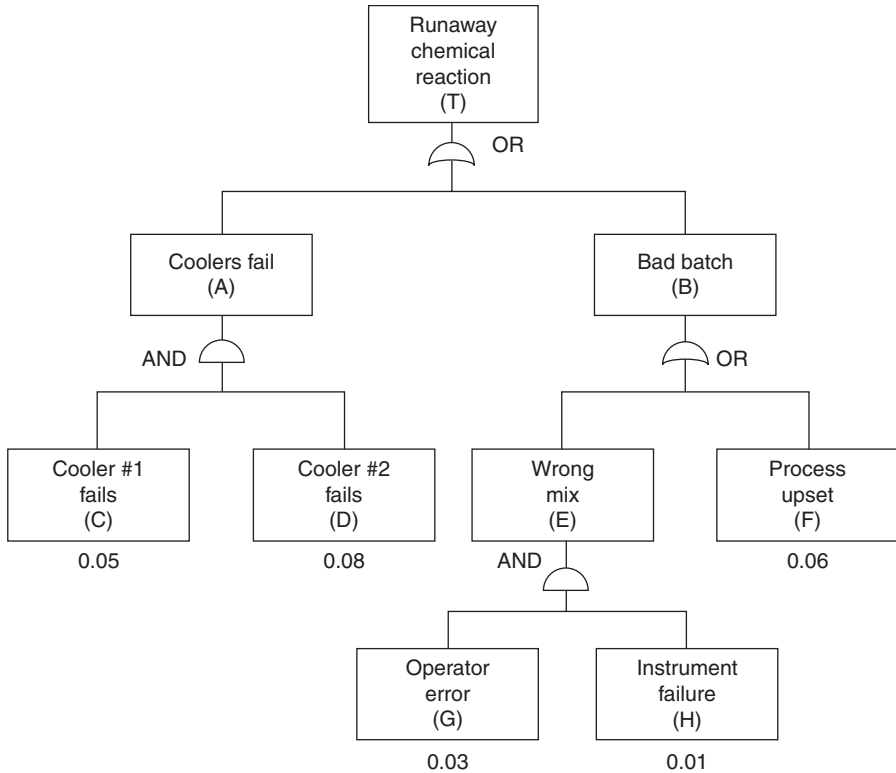 Runaway
chemical
reaction
(T)
OR
Coolers fail
(A)
Bad batch
(B)
AND
OR
Cooler #1
fails
(C)
Cooler #2
fails
(D)
Wrong
mix
(E)
Process
upset
(F)
0.05
0.08
AND
0.06
Operator
error
(G)
Instrument
failure
(H)
0.03
0.01